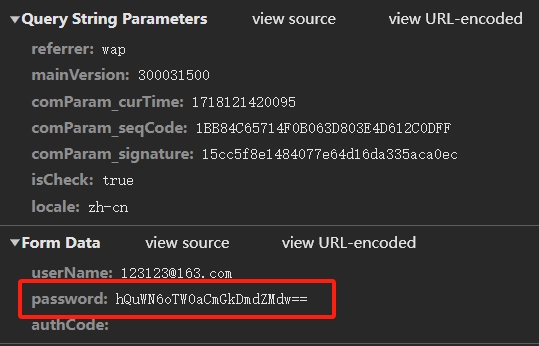 ▼Query String Parameters view source view URL-encoded
referrer: wap
mainVersion: 300031500
comParam_curTime: 1718121420095
comParam_seqCode: 1BB84C65714F0B063D803E4D612C0DFF
comParam_signature: 15cc5f8e1484077e64d16da335aca0ec
isCheck: true
locale: zh-cn
▼Form Data view source view URL-encoded
userName: 123123@163.com
password: hQuWN6oTW0aCmGkDmdZMdw==
authCode: